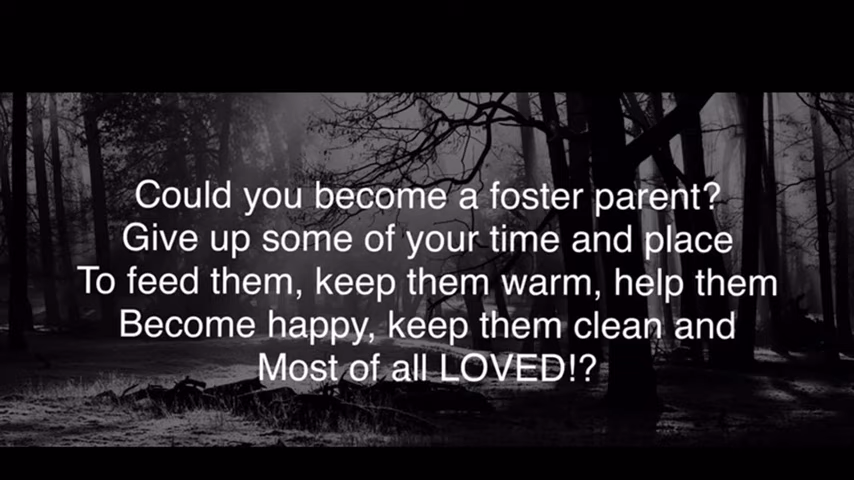 Could you become a foster parent?
Give up some of your time and place
To feed them, keep them warm, help them
Become happy, keep them clean and
Most of all LOVED!?